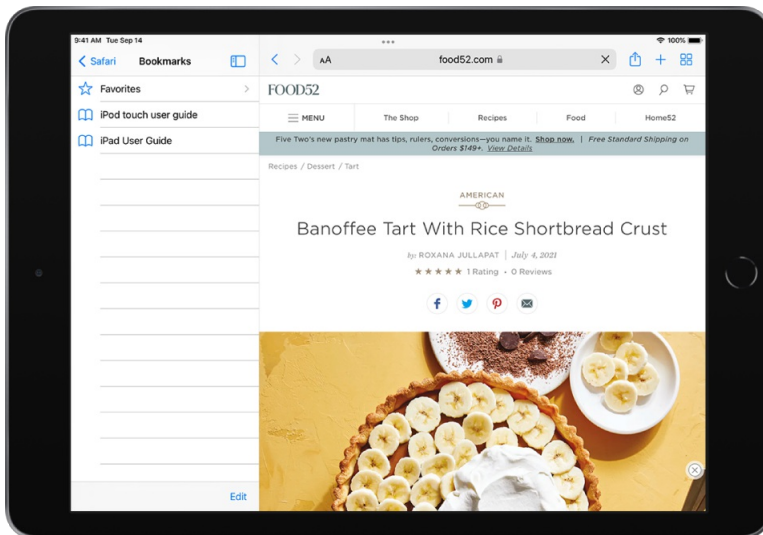 9:41 AM Tue Sep 14
100%
Safari
Bookmarks
Favorites
iPod touch user guide
iPad User Guide
Edit
AA
food52.com
FOOD52
MENU
The Shop
Recipes
Food
Home52
Five Two's new pastry mat has tips, rulers, conversions—you name it. Shop now. | Free Standard Shipping on
Orders $149+. View Details
Recipes / Dessert / Tart
AMERICAN
Banoffee Tart With Rice Shortbread Crust
by: ROXANA JULLAPAT | July 4, 2021
★★★★★ 1 Rating • 0 Reviews